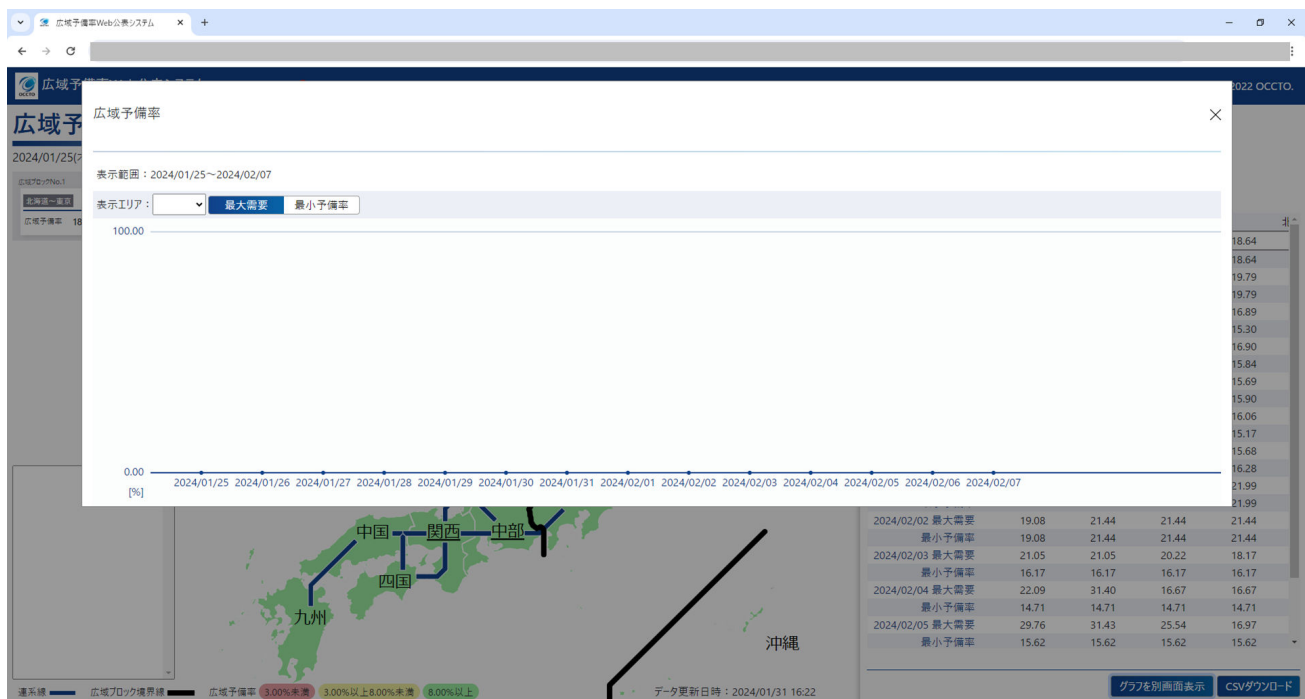 広域予備率Web公表システム
広域予
2022 OCCTO.
OCCTO
広域予備率
広域予
2024/01/25(
表示範囲：2024/01/25～2024/02/07
広域ブロックNo.1
北海道～東京
表示エリア：
最大需要
最小予備率
広域予備率 18
100.00
0.00
[%]
2024/01/25 2024/01/26 2024/01/27 2024/01/28 2024/01/29 2024/01/30 2024/01/31 2024/02/01 2024/02/02 2024/02/03 2024/02/04 2024/02/05 2024/02/06 2024/02/07
18.64
18.64
19.79
19.79
16.89
15.30
16.90
15.84
15.69
15.90
16.06
15.17
15.68
16.28
21.99
21.99
2024/02/02 最大需要 19.08 21.44 21.44 21.44
最小予備率 19.08 21.44 21.44 21.44
2024/02/03 最大需要 21.05 21.05 20.22 18.17
最小予備率 16.17 16.17 16.17 16.17
2024/02/04 最大需要 22.09 31.40 16.67 16.67
最小予備率 14.71 14.71 14.71 14.71
2024/02/05 最大需要 29.76 31.43 25.54 16.97
最小予備率 15.62 15.62 15.62 15.62
中国
関西
中部
四国
九州
沖縄
連系線
広域ブロック境界線
広域予備率 3.00%未満 3.00%以上8.00%未満 8.00%以上
データ更新日時：2024/01/31 16:22
グラフを別画面表示
CSVダウンロード